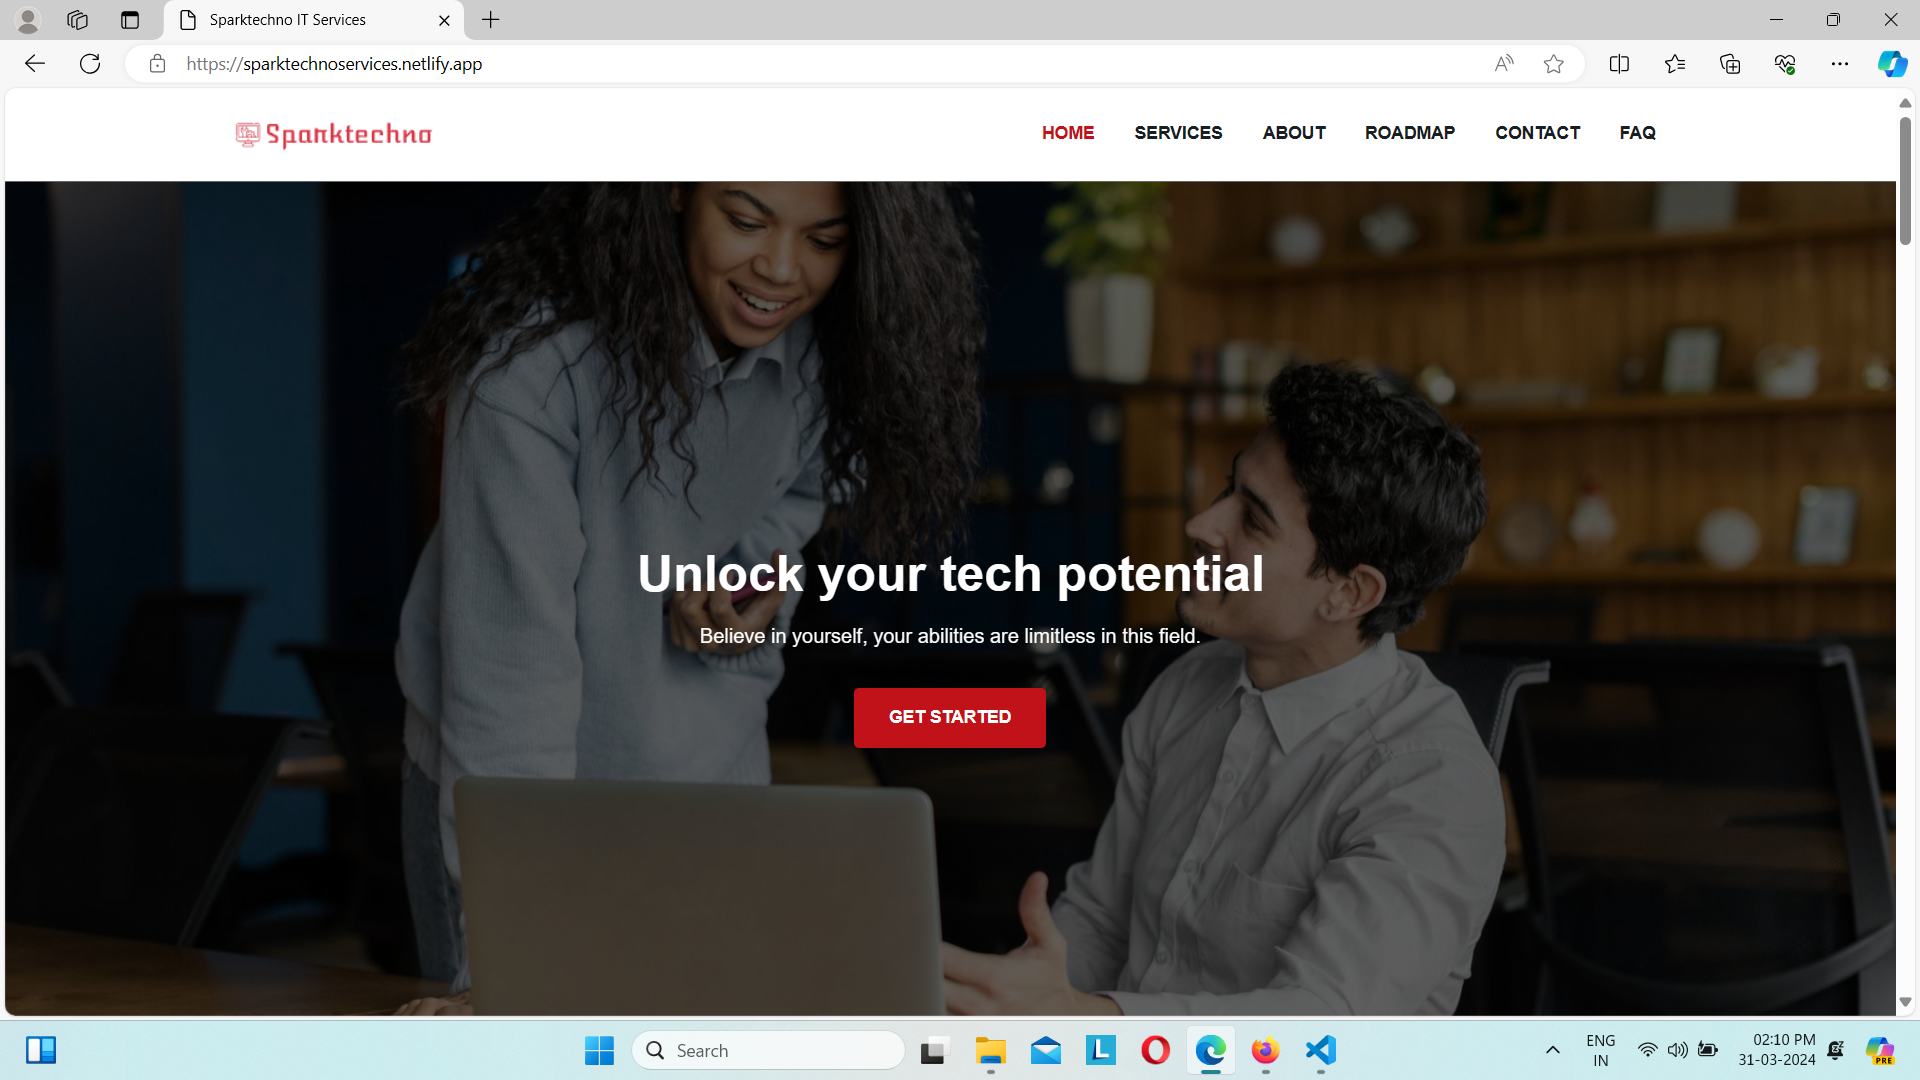 Sparktechno IT Services
https://sparktechnoservices.netlify.app
Sparktechno
HOME SERVICES ABOUT ROADMAP CONTACT FAQ
Unlock your tech potential
Believe in yourself, your abilities are limitless in this field.
GET STARTED
Search
L
ENG
IN
02:10 PM
31-03-2024
PRE